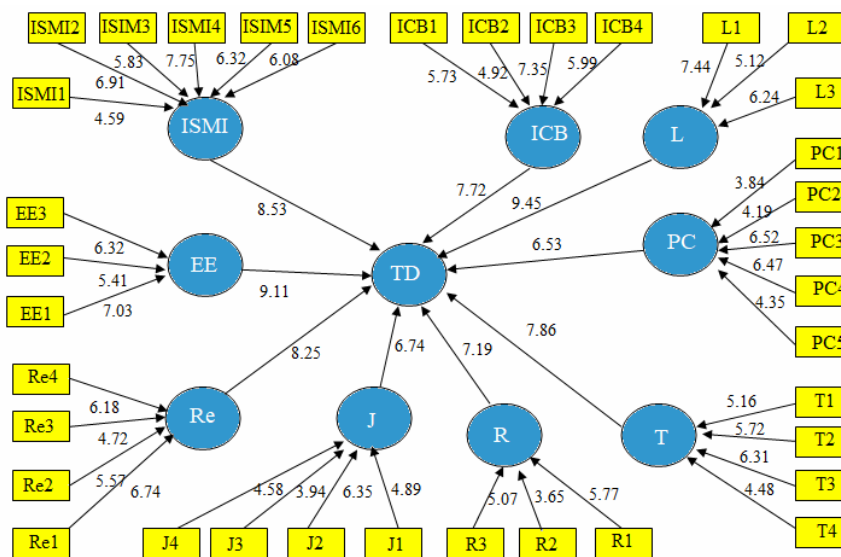 ISMI2
ISIM3
ISMI4
ISIM5
ISMI6
ICB1
ICB2
ICB3
ICB4
L1
L2
5.83
7.75
6.32
6.08
5.73
4.92
7.35
5.99
7.44
5.12
ISMI1
6.91
6.24
L3
4.59
ISMI
ICB
L
PC1
3.84
PC2
4.19
EE3
8.53
7.72
9.45
6.52
PC3
EE2
6.32
EE
6.53
PC
6.47
PC4
5.41
TD
EE1
7.03
9.11
4.35
PC5
7.86
6.74
7.19
8.25
Re4
6.18
T1
5.16
Re3
Re
J
R
T
5.72
T2
4.72
6.31
T3
Re2
5.57
6.74
4.58
3.94
6.35
4.89
5.07
3.65
5.77
4.48
T4
Re1
J4
J3
J2
J1
R3
R2
R1